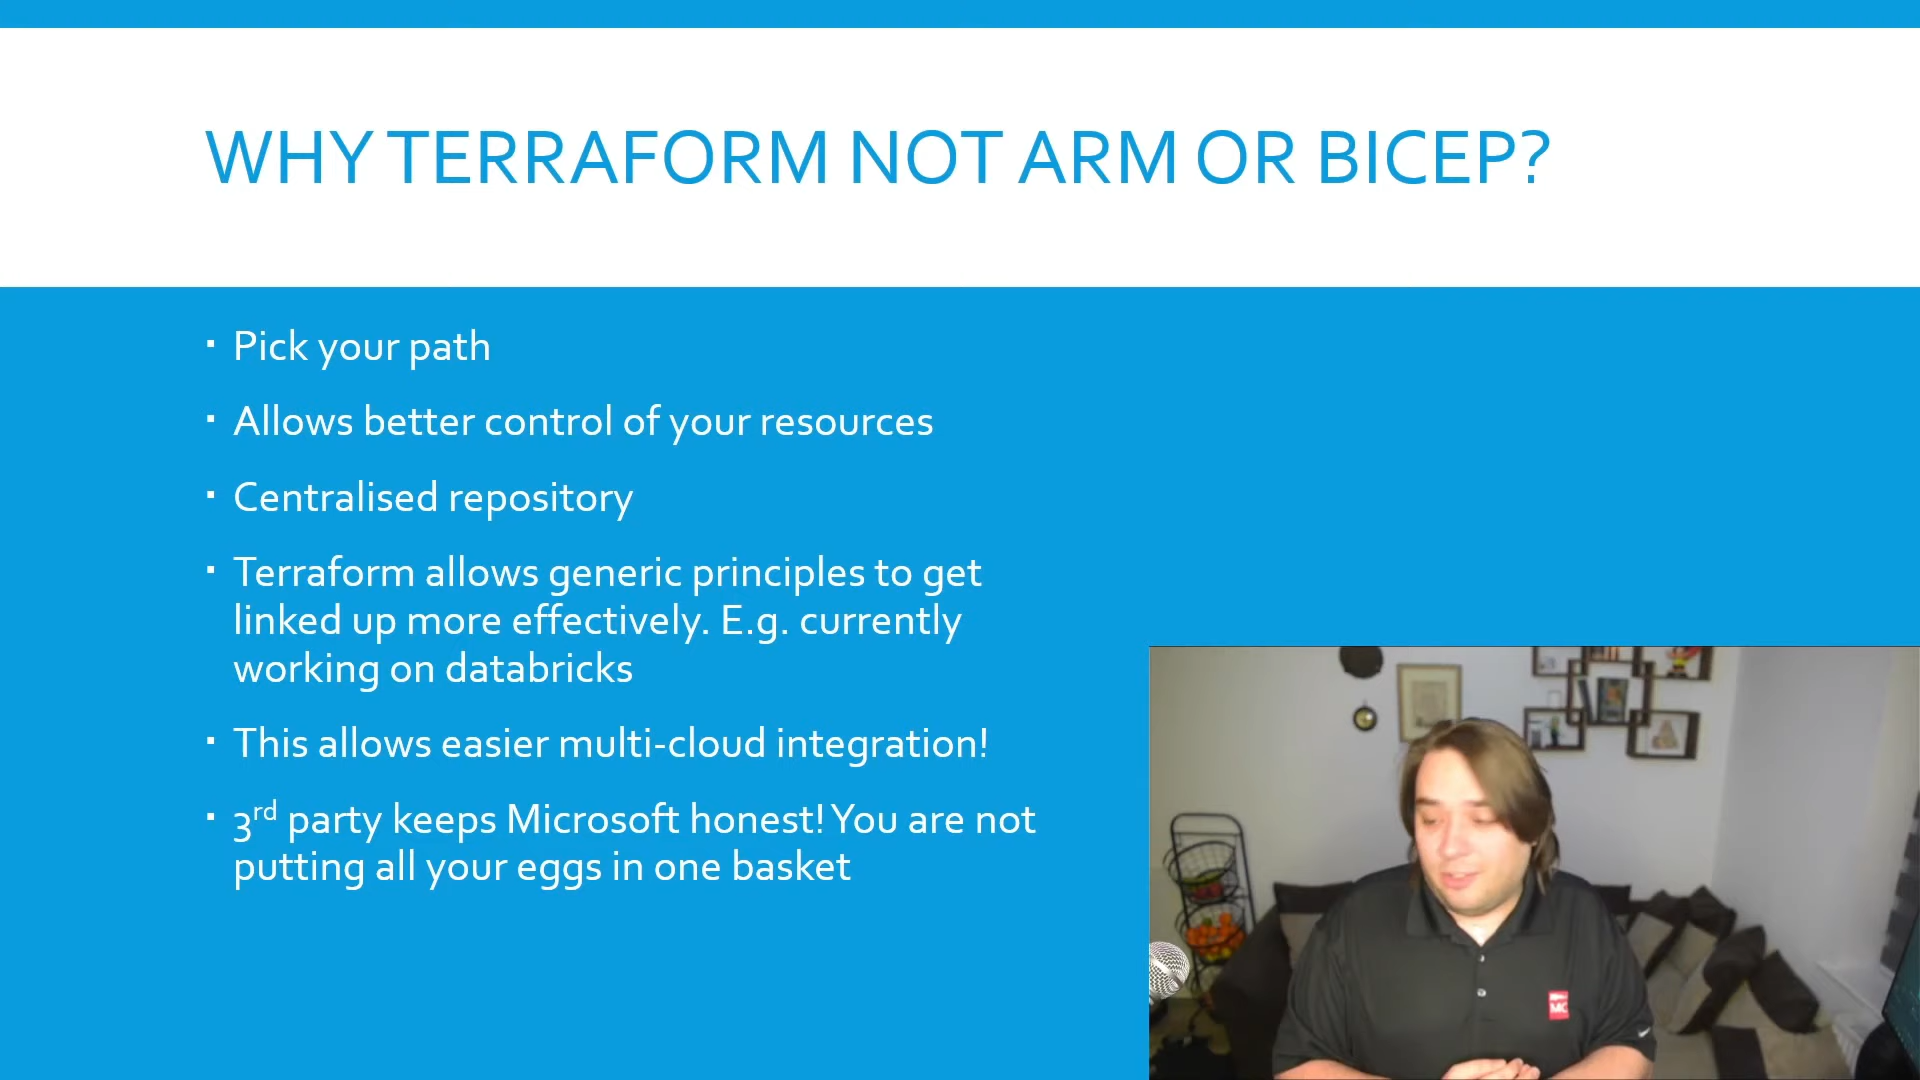 WHY TERRAFORM NOT ARM OR BICEP?
▪ Pick your path
▪ Allows better control of your resources
▪ Centralised repository
▪ Terraform allows generic principles to get
linked up more effectively. E.g. currently
working on databricks
▪ This allows easier multi-cloud integration!
▪ 3rd party keeps Microsoft honest! You are not
putting all your eggs in one basket
MC